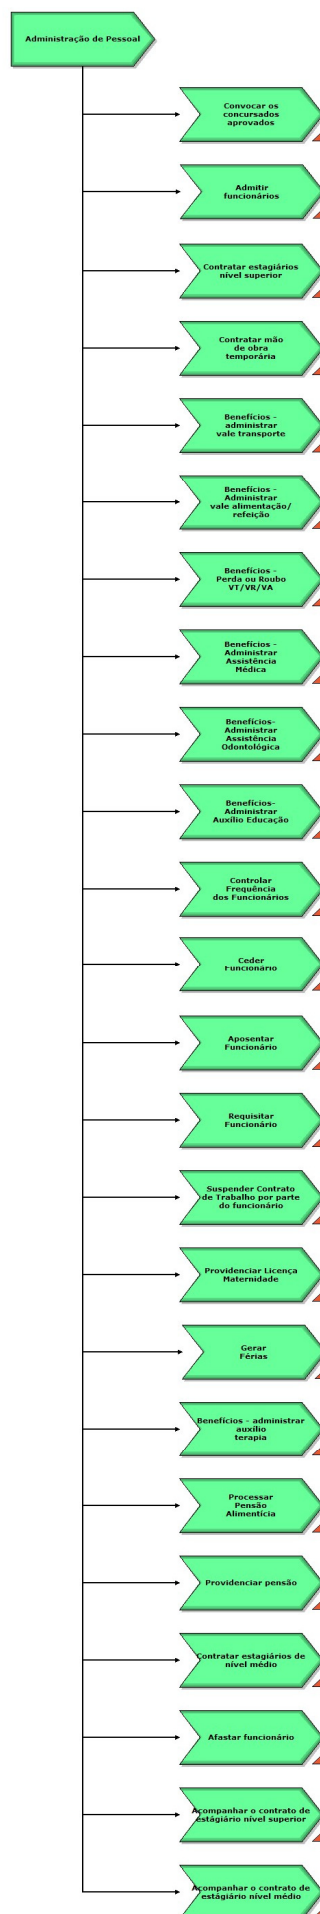 Administração de Pessoal
Convocar os
concursados
aprovados
Admitir
funcionários
Contratar estagiários
nível superior
Contratar mão
de obra
temporária
Benefícios -
administrar
vale transporte
Benefícios -
Administrar
vale alimentação/
refeição
Benefícios -
Perda ou Roubo
VT/VR/VA
Benefícios -
Administrar
Assistência
Médica
Benefícios-
Administrar
Assistência
Odontológica
Benefícios-
Administrar
Auxílio Educação
Controlar
Frequência
dos Funcionários
Ceder
Funcionário
Aposentar
Funcionário
Requisitar
Funcionário
Suspender Contrato
de Trabalho por parte
do funcionário
Providenciar Licença
Maternidade
Gerar
Férias
Benefícios - administrar
auxílio
terapia
Processar
Pensão
Alimentícia
Providenciar pensão
Contratar estagiários de
nível médio
Afastar funcionário
Acompanhar o contrato de
estágiário nível superior
Acompanhar o contrato de
estágiário nível médio